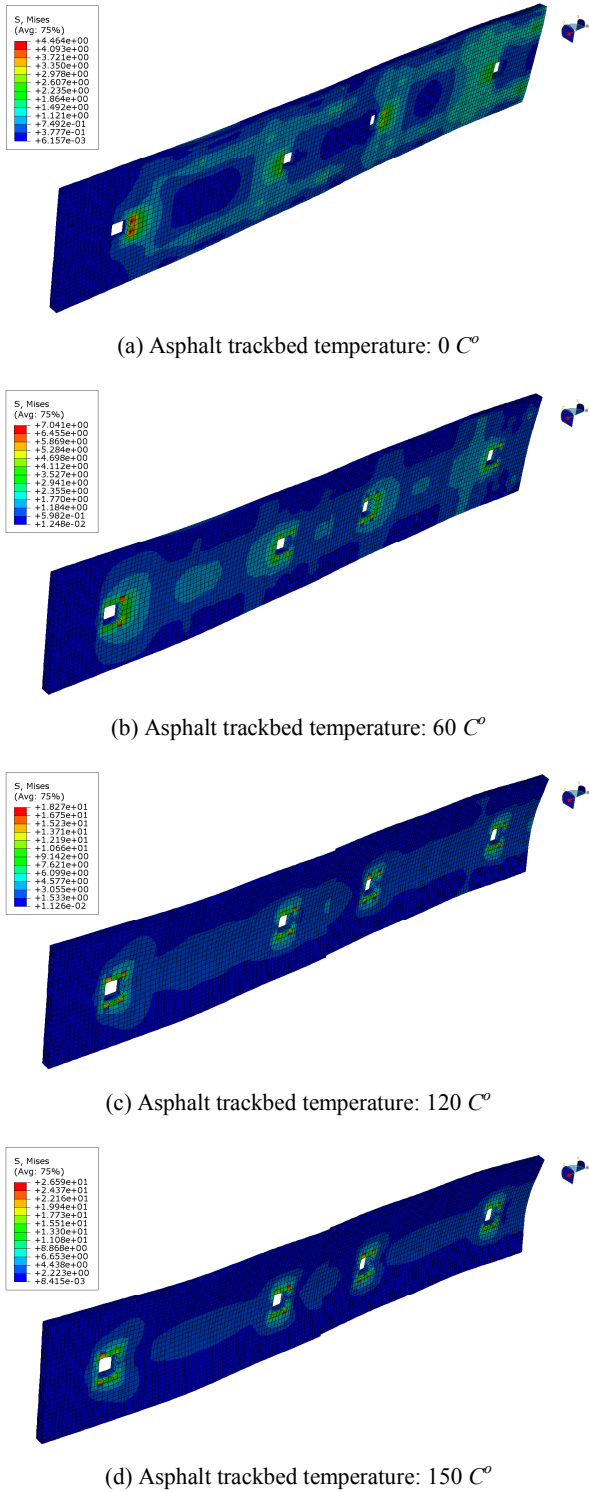 S, Mises
(Avg: 75%)
+4.464e+00
+4.093e+00
+3.721e+00
+3.350e+00
+2.978e+00
+2.607e+00
+2.235e+00
+1.864e+00
+1.492e+00
+1.121e+00
+7.492e-01
+3.777e-01
+6.157e-03
(a) Asphalt trackbed temperature: 0 Cº
S, Mises
(Avg: 75%)
+7.041e+00
+6.455e+00
+5.869e+00
+5.284e+00
+4.698e+00
+4.112e+00
+3.527e+00
+2.941e+00
+2.355e+00
+1.770e+00
+1.184e+00
+5.982e-01
+1.248e-02
(b) Asphalt trackbed temperature: 60 Cº
S, Mises
(Avg: 75%)
+1.827e+01
+1.675e+01
+1.523e+01
+1.371e+01
+1.219e+01
+1.066e+01
+9.142e+00
+7.621e+00
+6.099e+00
+4.577e+00
+3.055e+00
+1.533e+00
+1.126e-02
(c) Asphalt trackbed temperature: 120 Cº
S, Mises
(Avg: 75%)
+2.659e+01
+2.437e+01
+2.216e+01
+1.994e+01
+1.773e+01
+1.551e+01
+1.330e+01
+1.108e+01
+8.868e+00
+6.653e+00
+4.438e+00
+2.223e+00
+8.415e-03
(d) Asphalt trackbed temperature: 150 Cº